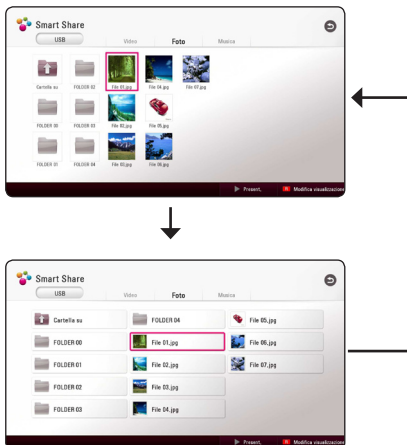 Smart Share
USB Video Foto Musica
Cartella su FOLDER 02 File 01.jpg File 04.jpg File 07.jpg
FOLDER 00 FOLDER 03 File 02.jpg File 05.jpg
FOLDER 01 FOLDER 04 File 03.jpg File 06.jpg
Present. R Modifica visualizzazione
Smart Share
USB Video Foto Musica
Cartella su FOLDER 04 File 05.jpg
FOLDER 00 File 01.jpg File 06.jpg
FOLDER 01 File 02.jpg File 07.jpg
FOLDER 02 File 03.jpg
FOLDER 03 File 04.jpg
Present. R Modifica visualizzazione